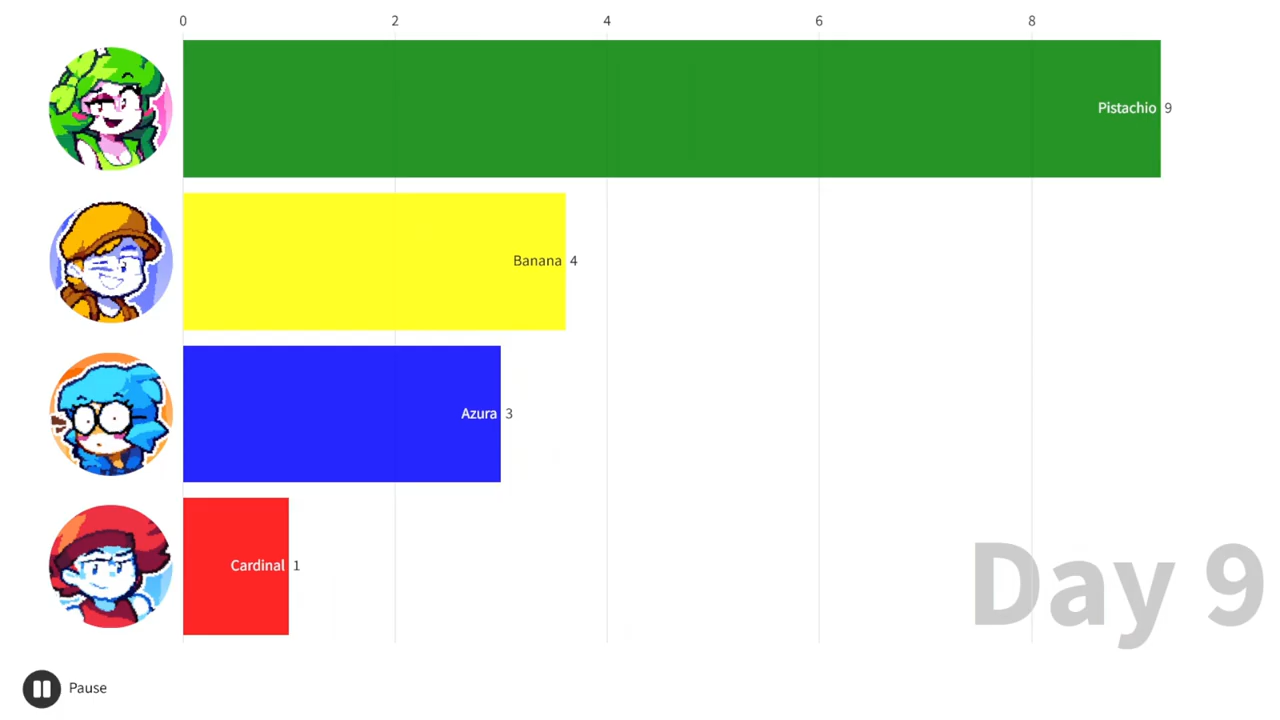 0 2 4 6 8
Pistachio 9
Banana 4
Azura 3
Cardinal 1
Day 9
Pause